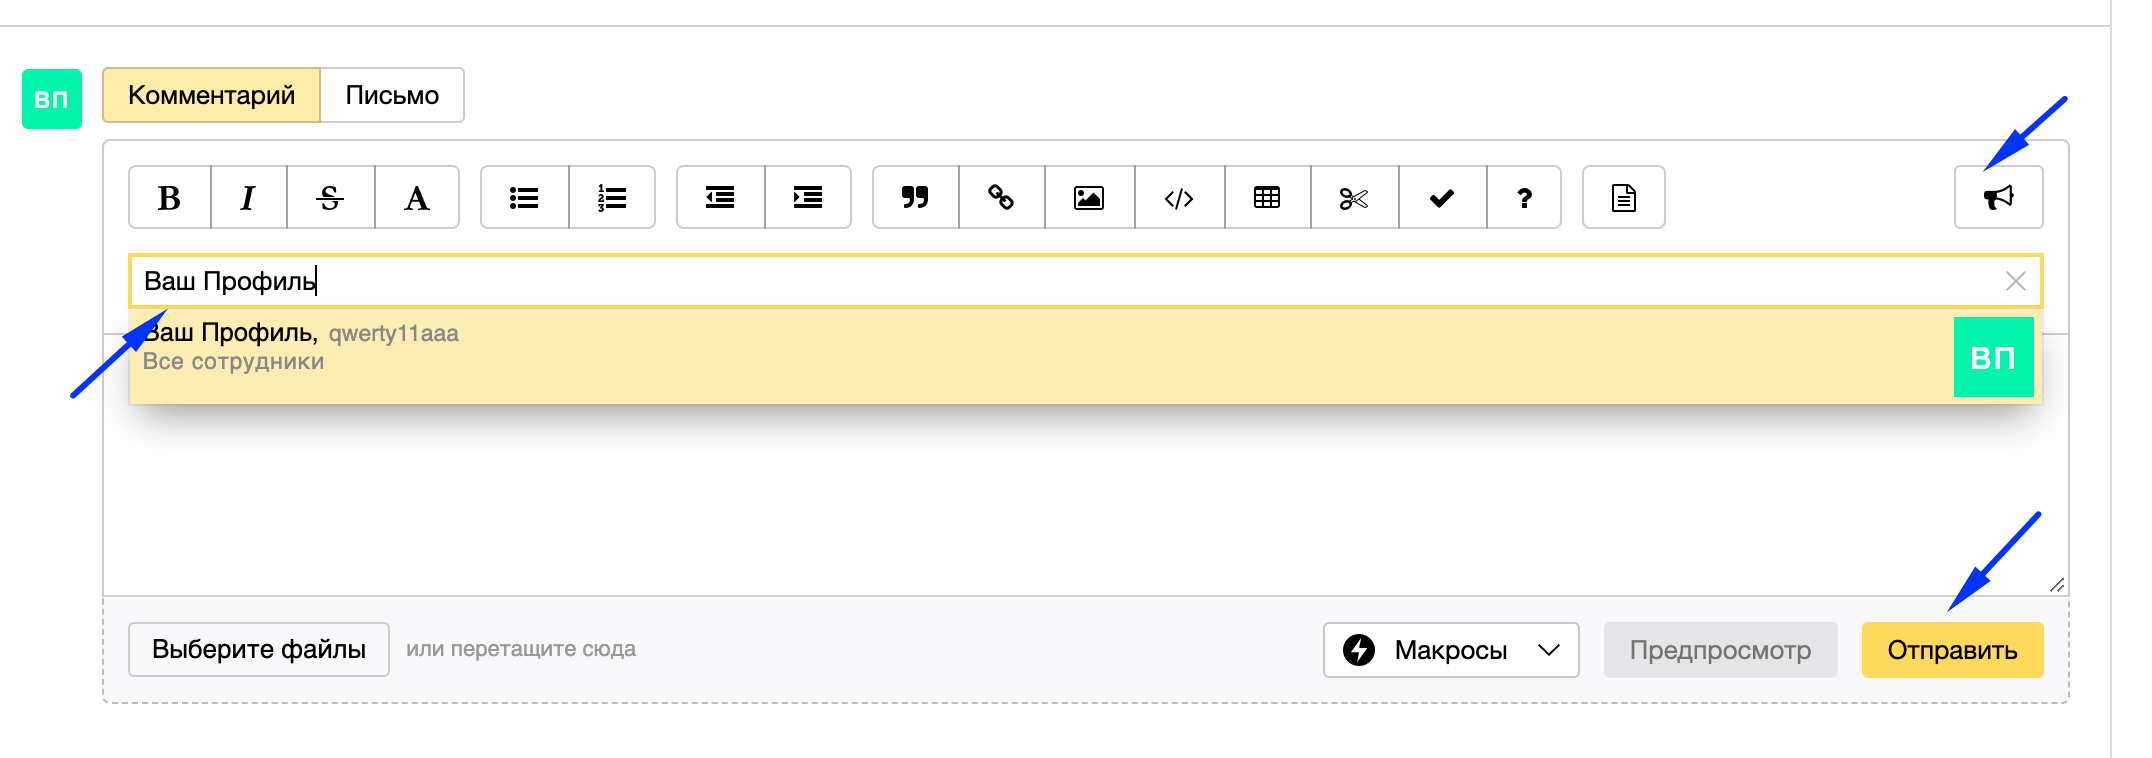 ВП
Комментарий Письмо
B I S A </> ?
Ваш Профиль
Ваш Профиль, qwerty11aaa
Все сотрудники
ВП
Выберите файлы или перетащите сюда Макросы Предпросмотр Отправить